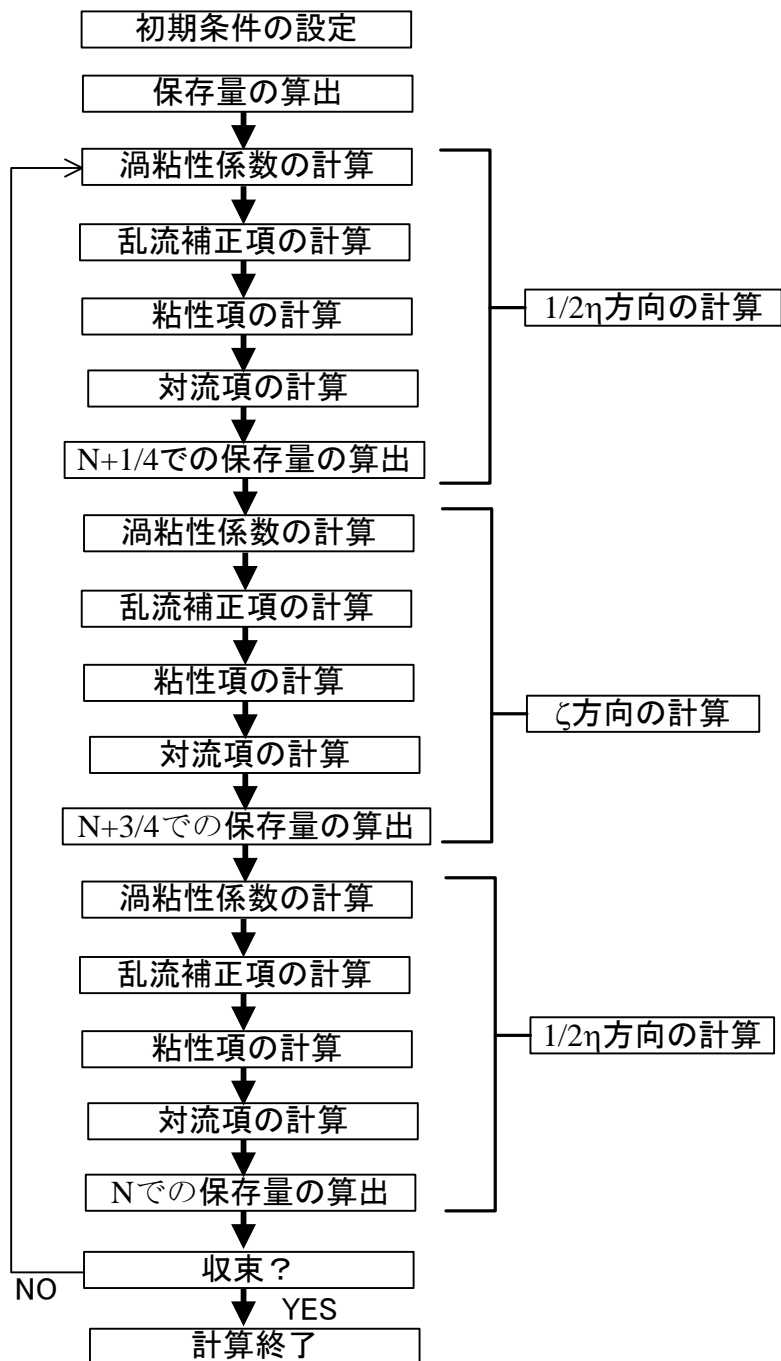 初期条件の設定
保存量の算出
渦粘性係数の計算
乱流補正項の計算
粘性項の計算
対流項の計算
N+1/4での保存量の算出
1/2η方向の計算
渦粘性係数の計算
乱流補正項の計算
粘性項の計算
対流項の計算
N+3/4での保存量の算出
ζ方向の計算
渦粘性係数の計算
乱流補正項の計算
粘性項の計算
対流項の計算
Nでの保存量の算出
1/2η方向の計算
収束？
NO
YES
計算終了